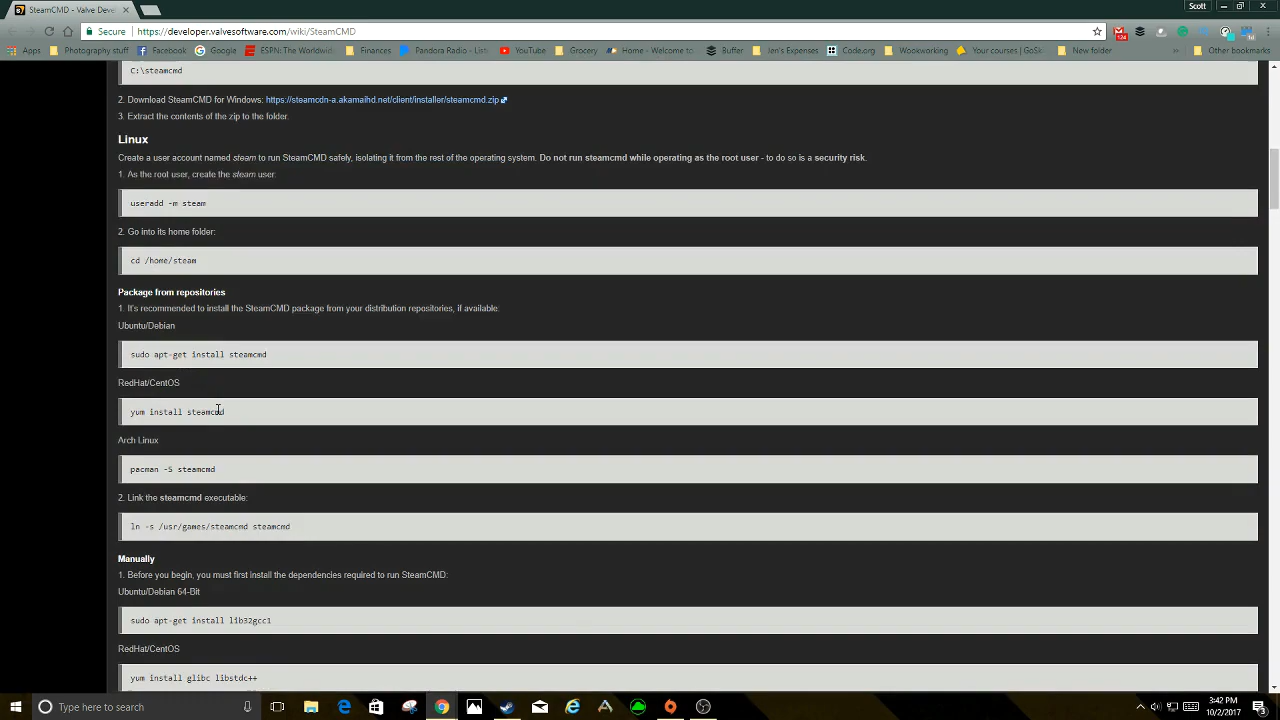 SteamCMD - Valve Deve
Scott
Secure
https://developer.valvesoftware.com/wiki/SteamCMD
124
1d
Apps
Photography stuff
Facebook
Google
ESPN: The Worldwid
Finances
Pandora Radio - List
YouTube
Grocery
Home - Welcome to
Buffer
Jen's Expenses
Code.org
Wookworking
Your courses | GoSk
New folder
Other bookmarks
C:\steamcmd
2. Download SteamCMD for Windows: https://steamcdn-a.akamaihd.net/client/installer/steamcmd.zip
3. Extract the contents of the zip to the folder.
Linux
Create a user account named steam to run SteamCMD safely, isolating it from the rest of the operating system. Do not run steamcmd while operating as the root user - to do so is a security risk.
1. As the root user, create the steam user:
useradd -m steam
2. Go into its home folder:
cd /home/steam
Package from repositories
1. It's recommended to install the SteamCMD package from your distribution repositories, if available:
Ubuntu/Debian
sudo apt-get install steamcmd
RedHat/CentOS
yum install steamcmd
Arch Linux
pacman -S steamcmd
2. Link the steamcmd executable:
ln -s /usr/games/steamcmd steamcmd
Manually
1. Before you begin, you must first install the dependencies required to run SteamCMD:
Ubuntu/Debian 64-Bit
sudo apt-get install lib32gcc1
RedHat/CentOS
yum install glibc libstdc++
Type here to search
3:42 PM
10/2/2017
3